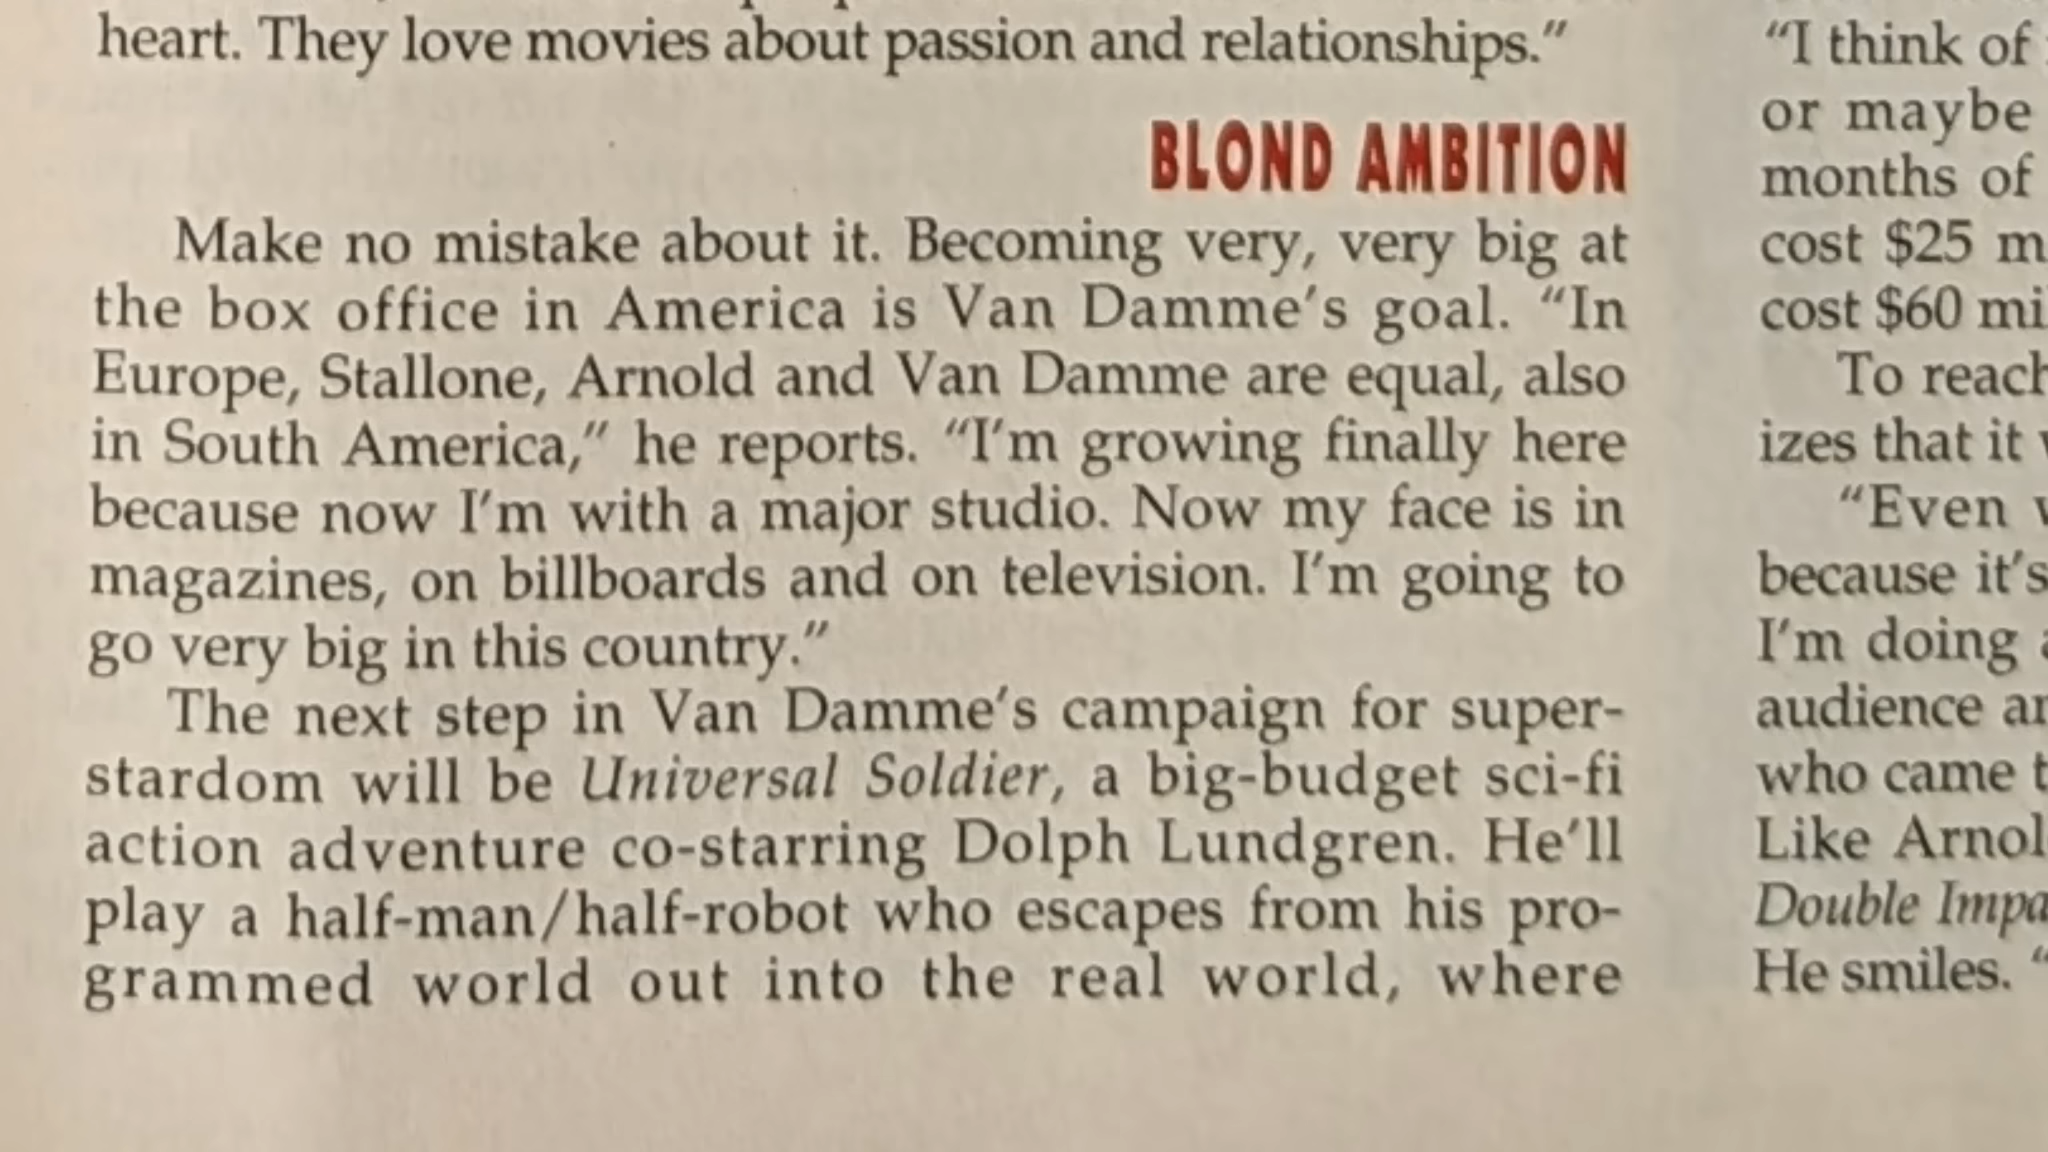 heart. They love movies about passion and relationships.”
BLOND AMBITION
Make no mistake about it. Becoming very, very big at
the box office in America is Van Damme’s goal. “In
Europe, Stallone, Arnold and Van Damme are equal, also
in South America,” he reports. “I’m growing finally here
because now I’m with a major studio. Now my face is in
magazines, on billboards and on television. I’m going to
go very big in this country.”
The next step in Van Damme’s campaign for super-
stardom will be Universal Soldier, a big-budget sci-fi
action adventure co-starring Dolph Lundgren. He’ll
play a half-man/half-robot who escapes from his pro-
grammed world out into the real world, where
“I think of
or maybe
months of
cost $25
cost $60
To
izes that it
“Even
because it’s
I’m doing
audience
who came
Like
Double
He smiles. “